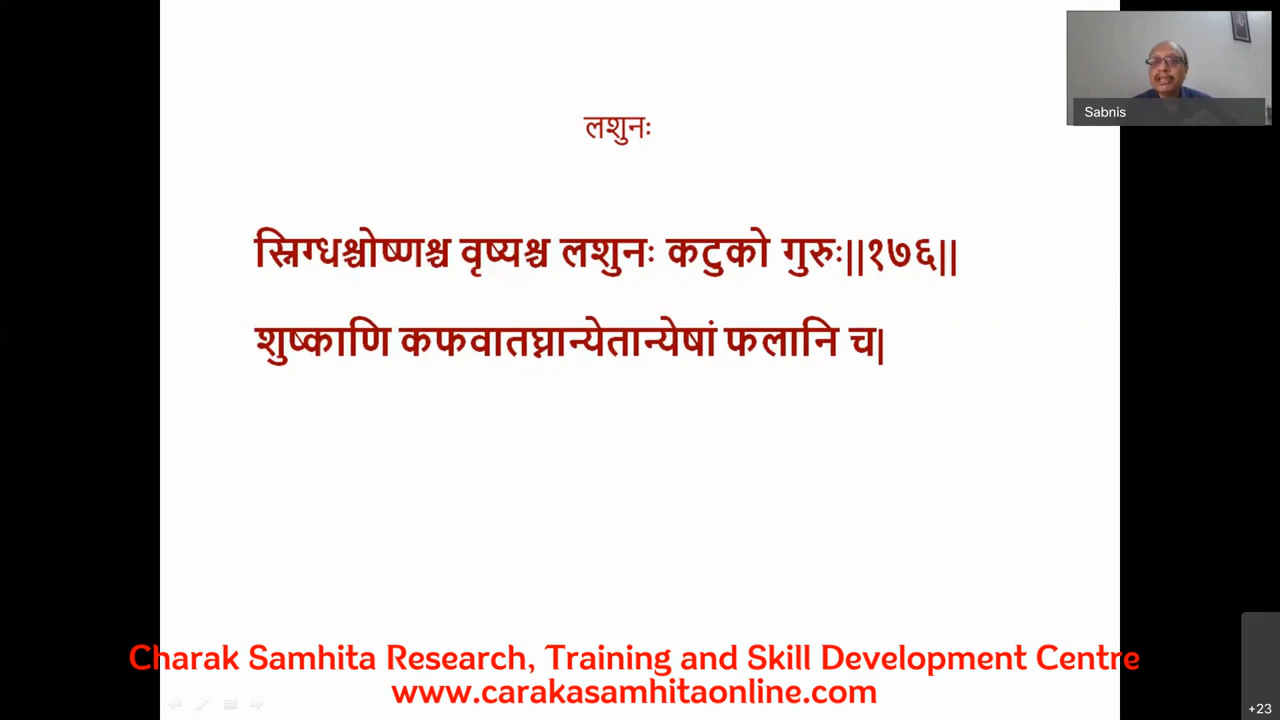 Sabnis
लशुनः
स्निग्धश्चोष्णश्च वृष्यश्च लशुनः कटुको गुरुः||१७६||
शुष्काणि कफवातघ्नान्येतान्येषां फलानि च|
Charak Samhita Research, Training and Skill Development Centre
www.carakasamhitaonline.com
+23